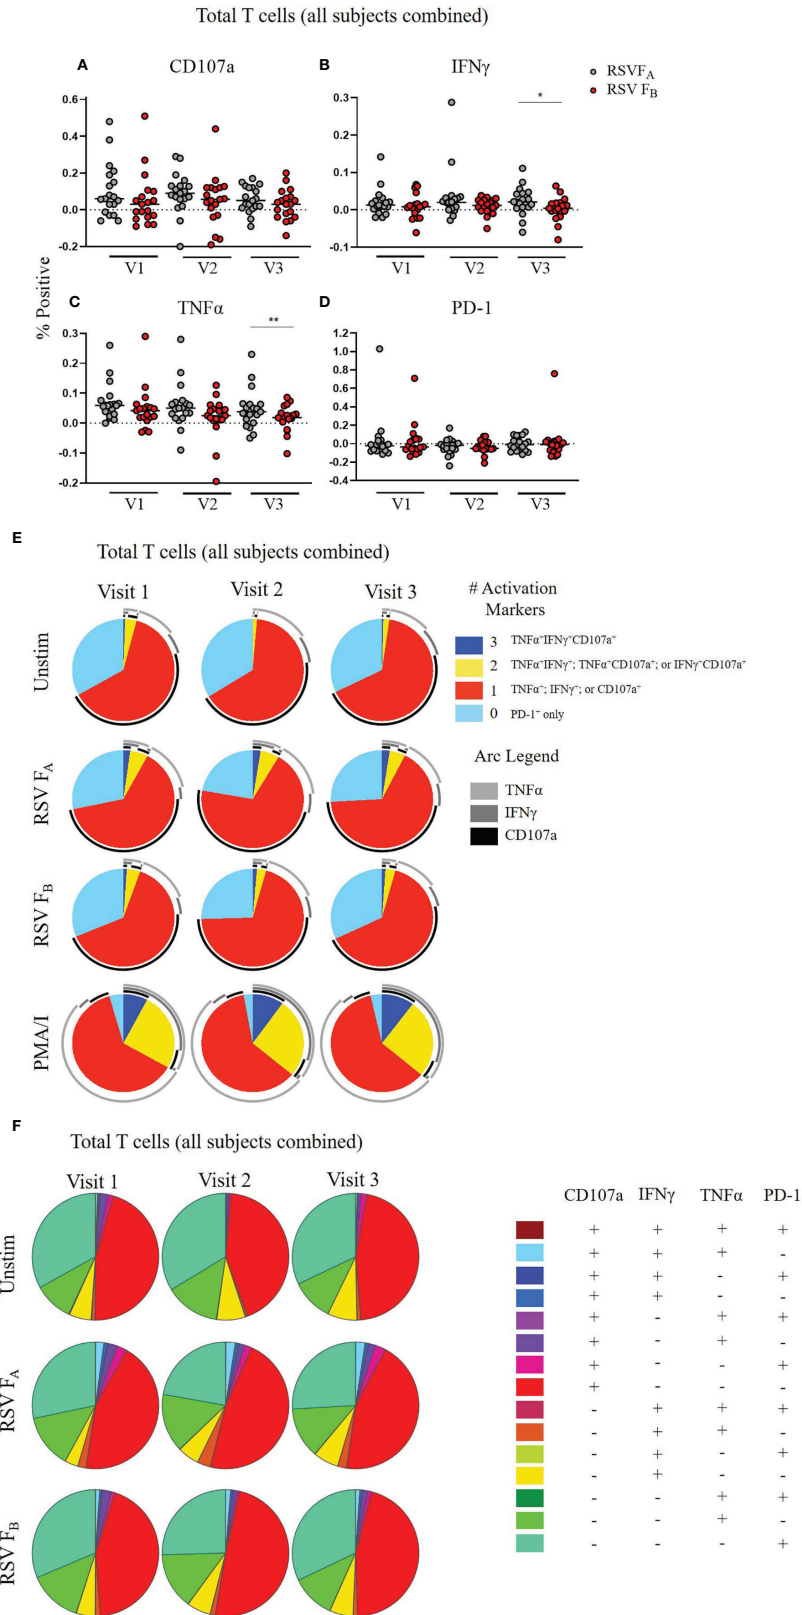 Total T cells (all subjects combined)
A
CD107a
B
IFNγ
RSVF A
RSV F B
0.6
0.4
0.2
0.0
-0.2
V1
V2
V3
0.3
0.2
0.1
0.0
-0.1
*
V1
V2
V3
% Positive
C
TNFα
D
PD-1
0.3
0.2
0.1
0.0
-0.1
-0.2
**
V1
V2
V3
1.2
1.0
0.8
0.6
0.4
0.2
0.0
-0.2
-0.4
V1
V2
V3
E
Total T cells (all subjects combined)
Visit 1
Visit 2
Visit 3
Unstim
RSV F A
RSV F B
PMA/I
# Activation
Markers
3 TNFα⁺IFNγ⁺CD107a⁺
2 TNFα⁺IFNγ⁺; TNFα⁺CD107a⁺; or IFNγ⁺CD107a⁺
1 TNFα⁺; IFNγ⁺; or CD107a⁺
0 PD-1⁺ only
Arc Legend
TNFα
IFNγ
CD107a
F
Total T cells (all subjects combined)
Visit 1
Visit 2
Visit 3
Unstim
RSV F A
RSV F B
CD107a IFNγ TNFα PD-1
+ + + +
+ + + -
+ + - +
+ + - -
+ - + +
+ - + -
+ - - +
+ - - -
- + + +
- + + -
- + - +
- + - -
- - + +
- - + -
- - - +